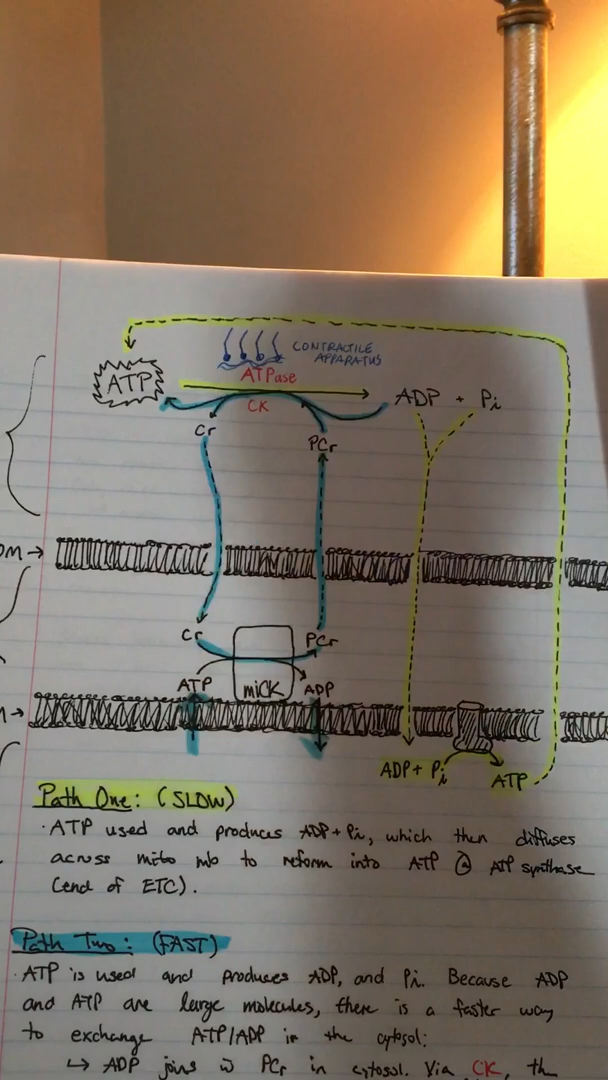 CONTRACTILE
APPARATUS
ATPase
ATP
ADP + Pi
CK
Cr
PCr
OM →
Cr
PCr
ATP
miCK
ADP
M →
ADP + Pi
ATP
Path One: (SLOW)
· ATP used and produces ADP + Pi, which then diffuses
across mito mb to reform into ATP @ ATP synthase
(end of ETC).
Path Two: (FAST)
· ATP is used and produces ADP, and Pi. Because ADP
and ATP are large molecules, there is a faster way
to exchange ATP/ADP in the cytosol:
↳ ADP joins w PCr in cytosol. Via CK, th